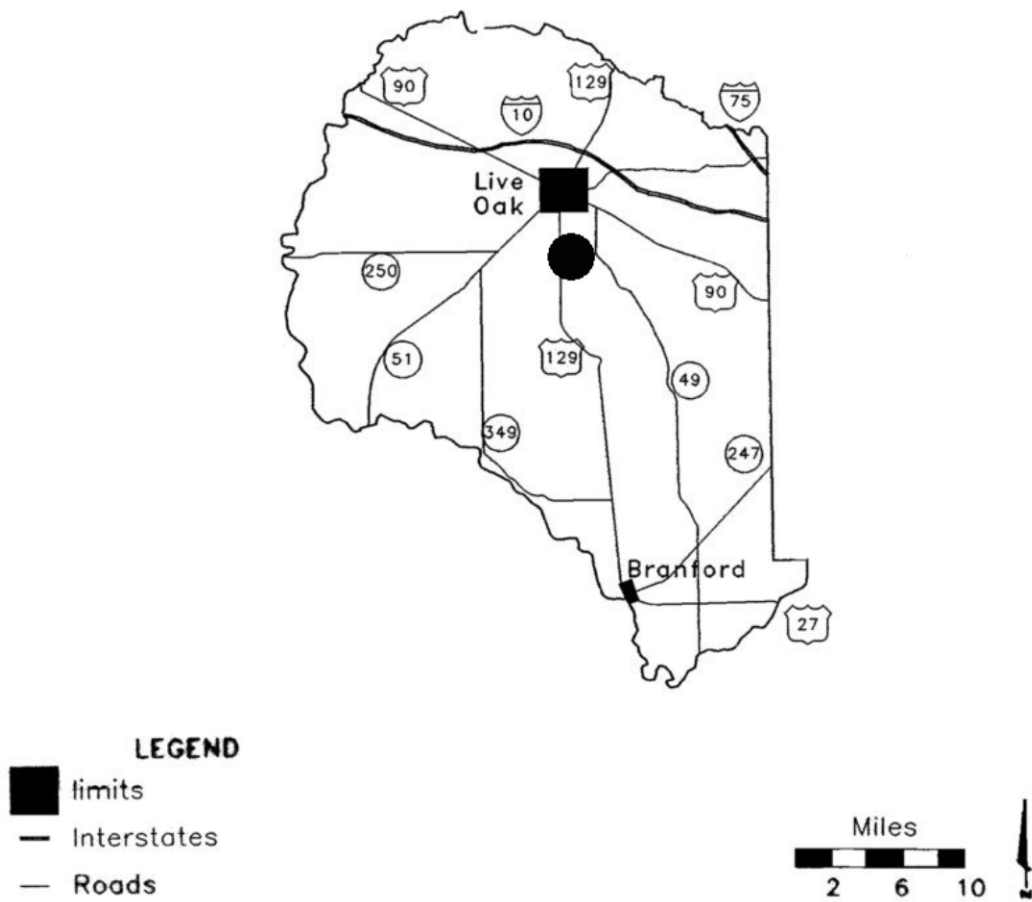 90
129
75
10
Live
Oak
250
90
51
129
49
349
247
Branford
27
LEGEND
limits
Interstates
Roads
Miles
2 6 10
N